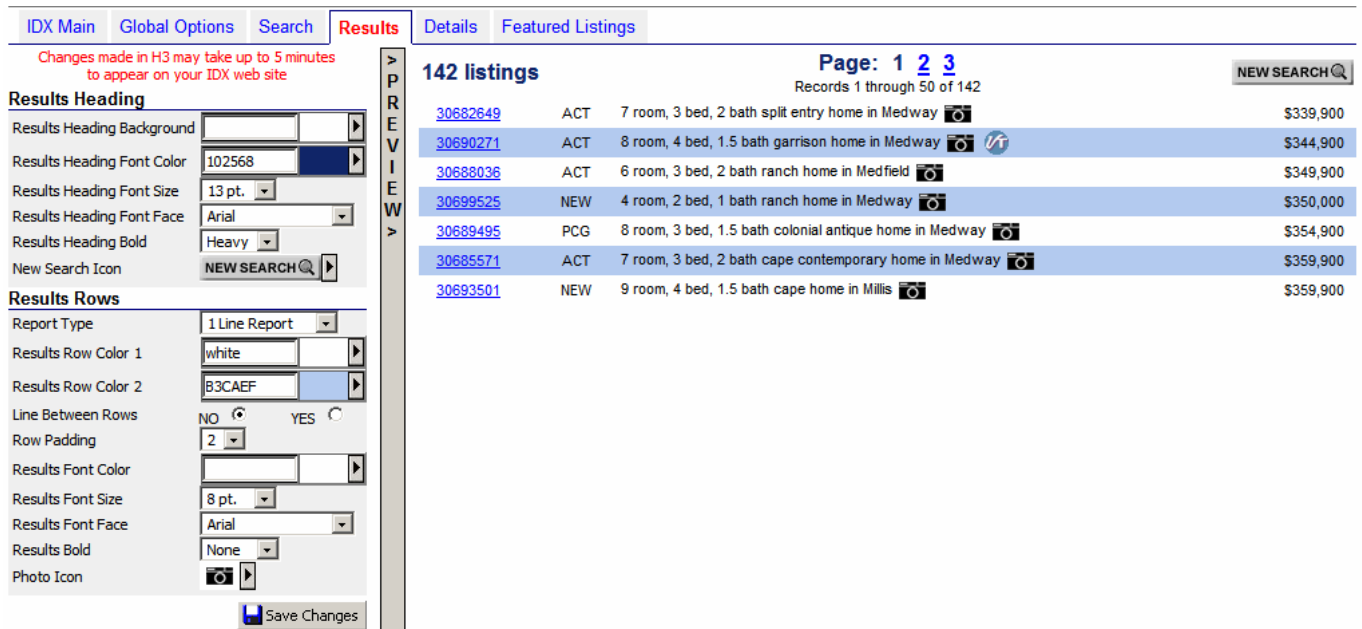 IDX Main Global Options Search Results Details Featured Listings
Changes made in H3 may take up to 5 minutes
to appear on your IDX web site
Results Heading
Results Heading Background
Results Heading Font Color 102568
Results Heading Font Size 13 pt.
Results Heading Font Face Arial
Results Heading Bold Heavy
New Search Icon NEW SEARCH
Results Rows
Report Type 1 Line Report
Results Row Color 1 white
Results Row Color 2 B3CAEF
Line Between Rows NO YES
Row Padding 2
Results Font Color
Results Font Size 8 pt.
Results Font Face Arial
Results Bold None
Photo Icon
Save Changes
> PREVIEW >
142 listings Page: 1 2 3 NEW SEARCH
Records 1 through 50 of 142
30682649 ACT 7 room, 3 bed, 2 bath split entry home in Medway $339,900
30690271 ACT 8 room, 4 bed, 1.5 bath garrison home in Medway VT $344,900
30688036 ACT 6 room, 3 bed, 2 bath ranch home in Medfield $349,900
30699525 NEW 4 room, 2 bed, 1 bath ranch home in Medway $350,000
30689495 PCG 8 room, 3 bed, 1.5 bath colonial antique home in Medway $354,900
30685571 ACT 7 room, 3 bed, 2 bath cape contemporary home in Medway $359,900
30693501 NEW 9 room, 4 bed, 1.5 bath cape home in Millis $359,900